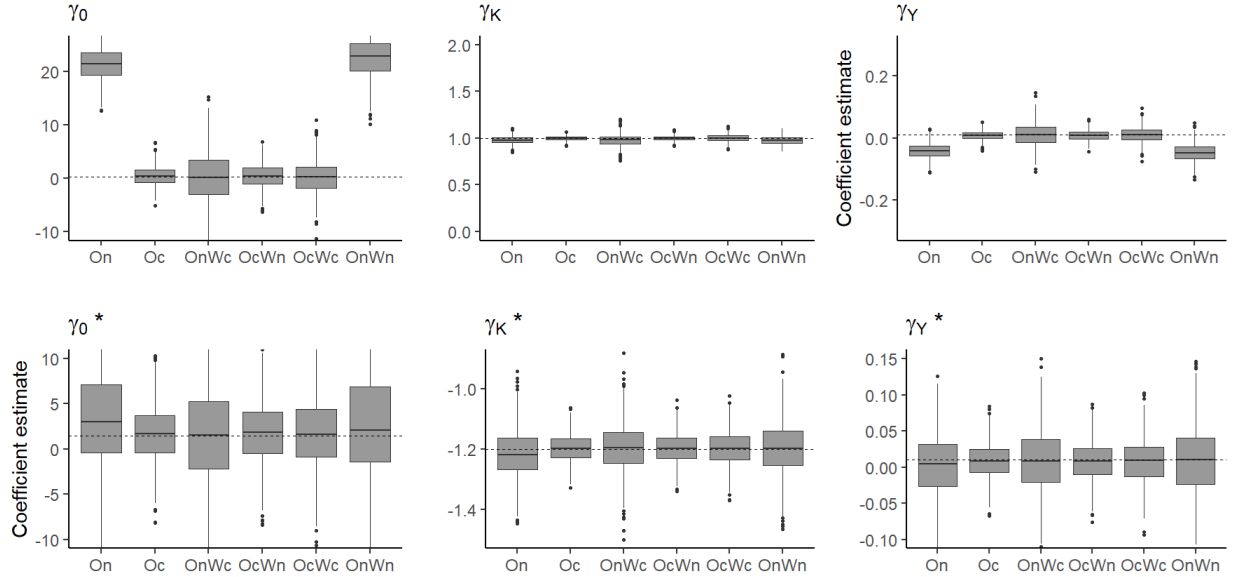 γ0
20
10
0
-10
On Oc OnWc OcWn OcWc OnWn
γK
2.0
1.5
1.0
0.5
0.0
On Oc OnWc OcWn OcWc OnWn
γY
Coefficient estimate
0.2
0.0
-0.2
On Oc OnWc OcWn OcWc OnWn
γ0 *
Coefficient estimate
10
5
0
-5
-10
On Oc OnWc OcWn OcWc OnWn
γK *
-1.0
-1.2
-1.4
On Oc OnWc OcWn OcWc OnWn
γY *
0.15
0.10
0.05
0.00
-0.05
-0.10
On Oc OnWc OcWn OcWc OnWn